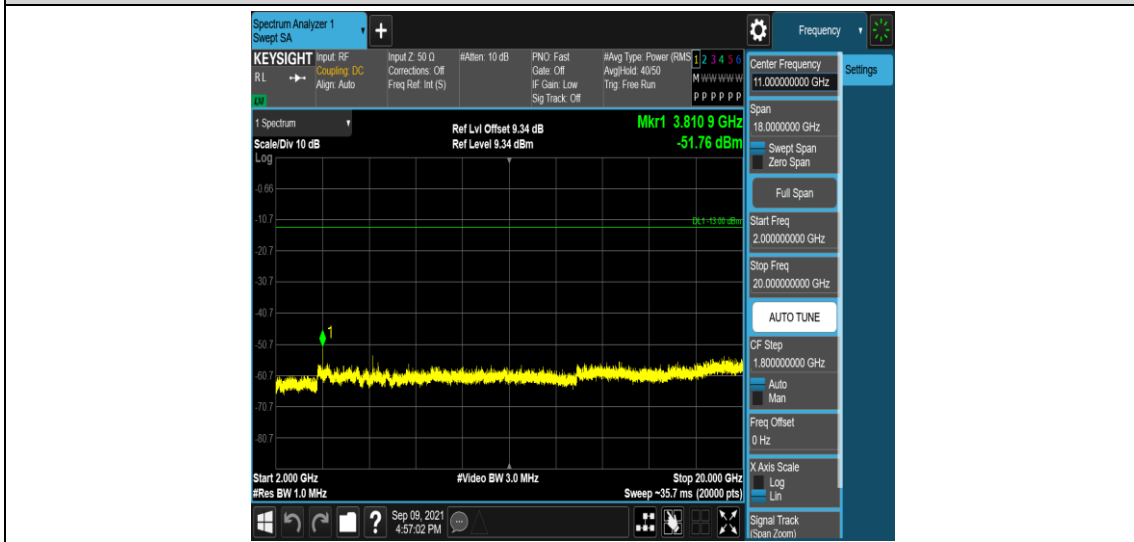 Spectrum Analyzer 1
Swept SA
Frequency
KEYSIGHT
RL
Input: RF
Coupling: DC
Align: Auto
Input Z: 50 Ω
Corrections: Off
Freq Ref: Int (S)
#Atten: 10 dB
PNO: Fast
Gate: Off
IF Gain: Low
Sig Track: Off
#Avg Type: Power (RMS
Avg|Hold: 40/50
Trig: Free Run
1 2 3 4 5 6
M W W W W W
P P P P P P
1 Spectrum
Scale/Div 10 dB
Ref Lvl Offset 9.34 dB
Ref Level 9.34 dBm
Mkr1 3.810 9 GHz
-51.76 dBm
Log
-0.66
-10.7
DL1 -13.00 dBm
-20.7
-30.7
-40.7
1
-50.7
-60.7
-70.7
-80.7
Start 2.000 GHz
#Res BW 1.0 MHz
#Video BW 3.0 MHz
Stop 20.000 GHz
Sweep ~35.7 ms (20000 pts)
Sep 09, 2021
4:57:02 PM
Center Frequency
11.000000000 GHz
Settings
Span
18.0000000 GHz
Swept Span
Zero Span
Full Span
Start Freq
2.000000000 GHz
Stop Freq
20.000000000 GHz
AUTO TUNE
CF Step
1.800000000 GHz
Auto
Man
Freq Offset
0 Hz
X Axis Scale
Log
Lin
Signal Track
(Span Zoom)